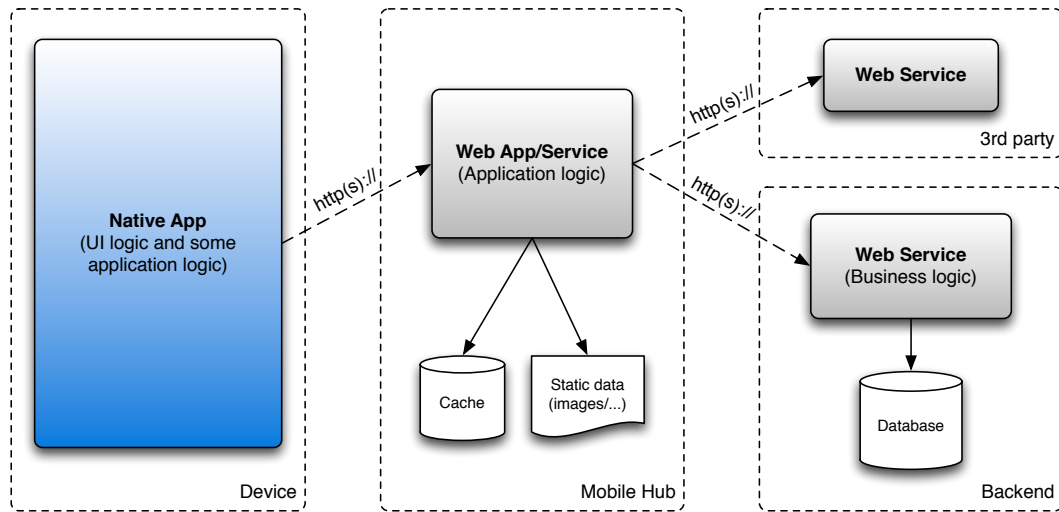 Native App
(UI logic and some
application logic)
Device
http(s)://
Web App/Service
(Application logic)
Cache
Static data
(images/...)
Mobile Hub
http(s)://
http(s)://
Web Service
3rd party
Web Service
(Business logic)
Database
Backend